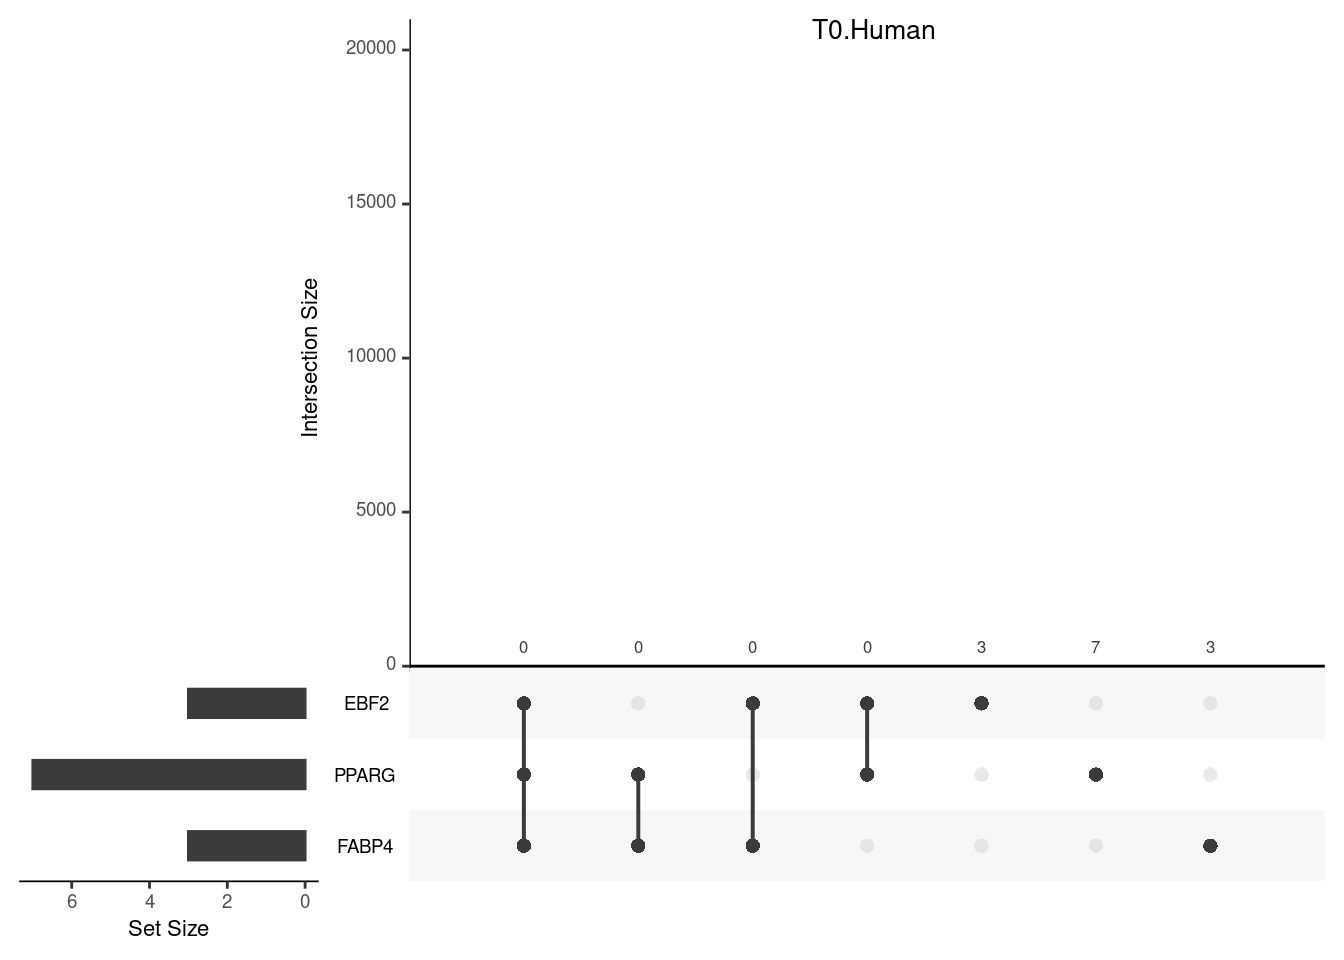 T0.Human
20000
15000
10000
5000
0
Intersection Size
0 0 0 0 3 7 3
EBF2
PPARG
FABP4
6 4 2 0
Set Size